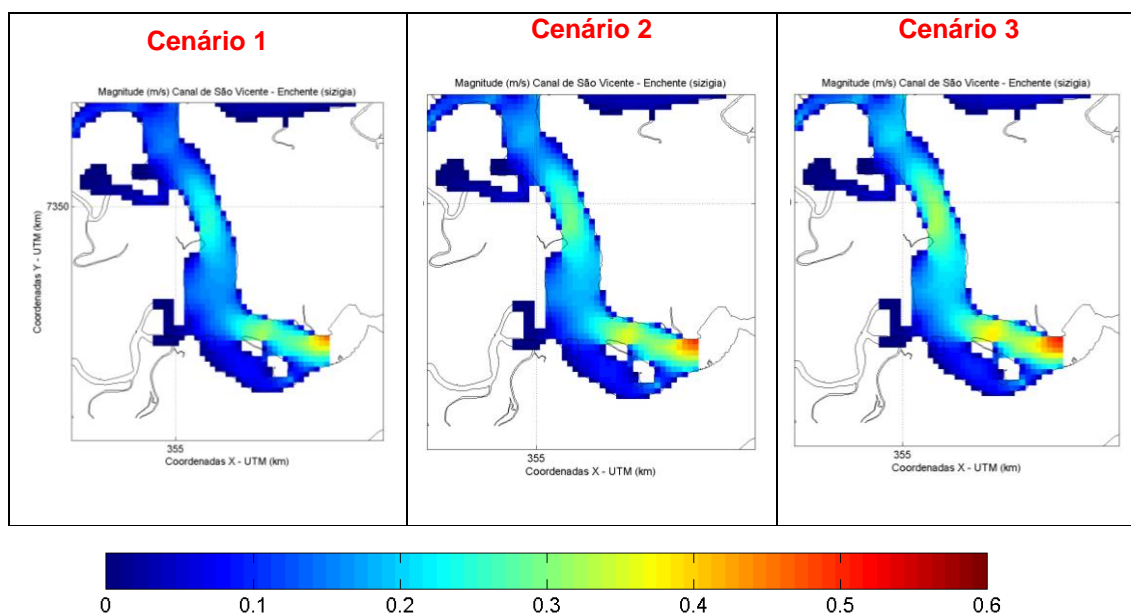 Cenário 1
Cenário 2
Cenário 3
Magnitude (m/s) Canal de São Vicente - Enchente (sizigia)
Magnitude (m/s) Canal de São Vicente - Enchente (sizigia)
Magnitude (m/s) Canal de São Vicente - Enchente (sizigia)
Coordenadas Y - UTM (km)
7350
355
355
355
Coordenadas X - UTM (km)
Coordenadas X - UTM (km)
Coordenadas X - UTM (km)
0 0.1 0.2 0.3 0.4 0.5 0.6